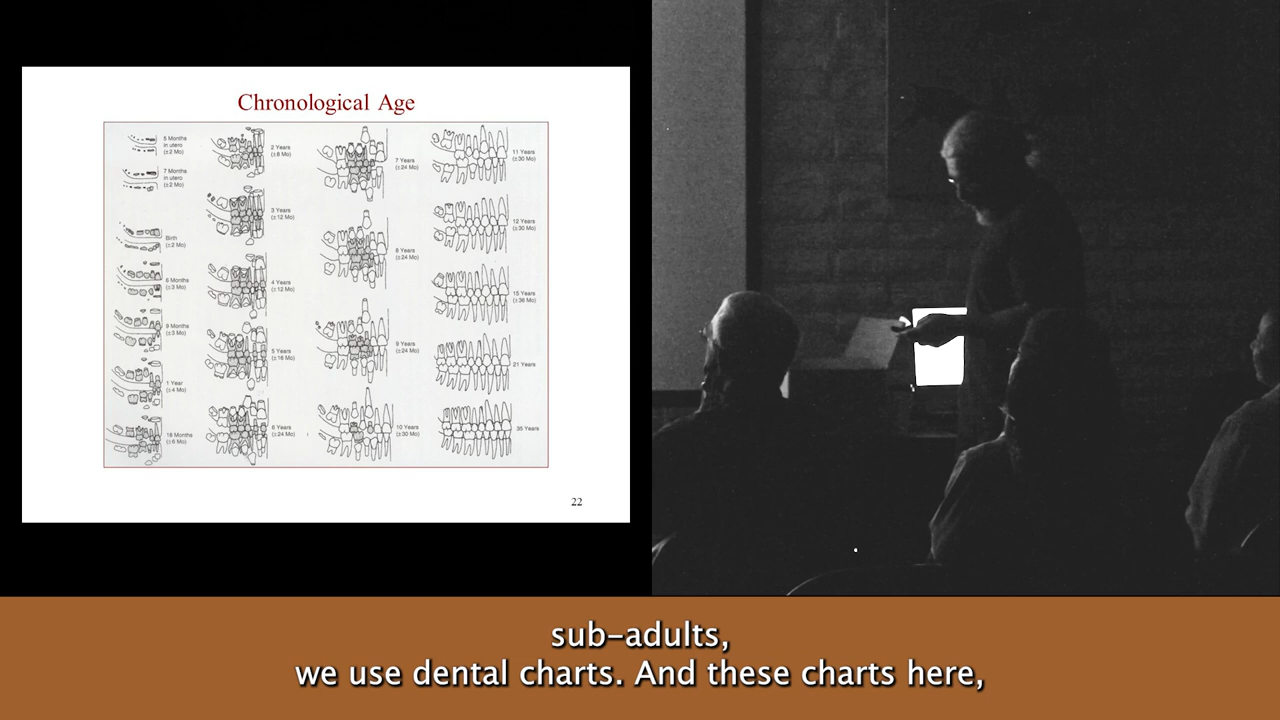 Chronological Age
5 Months
in utero
(±2 Mo)
7 Months
in utero
(±2 Mo)
Birth
(±2 Mo)
6 Months
(±3 Mo)
9 Months
(±3 Mo)
1 Year
(±4 Mo)
18 Months
(±6 Mo)
2 Years
(±8 Mo)
3 Years
(±12 Mo)
4 Years
(±12 Mo)
5 Years
(±16 Mo)
6 Years
(±24 Mo)
7 Years
(±24 Mo)
8 Years
(±24 Mo)
9 Years
(±24 Mo)
10 Years
(±30 Mo)
11 Years
(±30 Mo)
12 Years
(±30 Mo)
15 Years
(±36 Mo)
21 Years
35 Years
22
sub-adults,
we use dental charts. And these charts here,